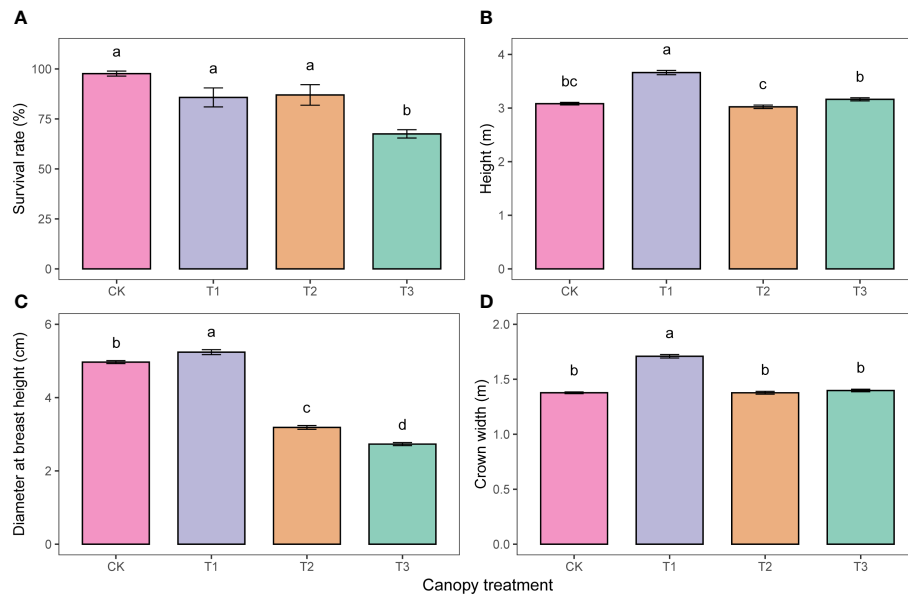 A
Survival rate (%)
100
75
50
25
0
a
a
a
b
CK
T1
T2
T3
B
Height (m)
4
3
2
1
0
bc
a
c
b
CK
T1
T2
T3
C
Diameter at breast height (cm)
6
4
2
0
b
a
c
d
CK
T1
T2
T3
D
Crown width (m)
2.0
1.5
1.0
0.5
0.0
b
a
b
b
CK
T1
T2
T3
Canopy treatment